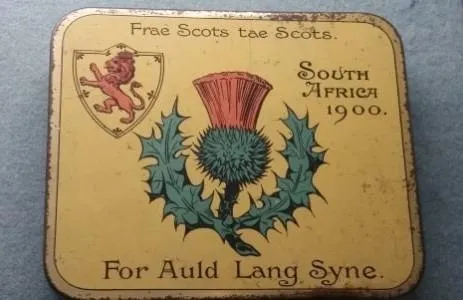 Frae Scots tae Scots.
South
Africa
1900.
For Auld Lang Syne.